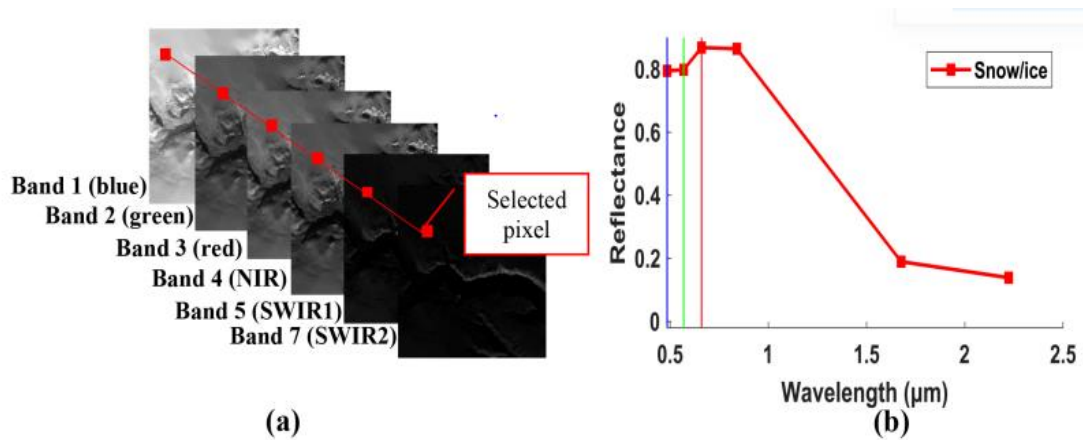 Band 1 (blue)
Band 2 (green)
Band 3 (red)
Band 4 (NIR)
Band 5 (SWIR1)
Band 7 (SWIR2)
Selected
pixel
(a)
Reflectance
0.8
0.6
0.4
0.2
0
0.5
1
1.5
2
2.5
Wavelength (μm)
Snow/ice
(b)